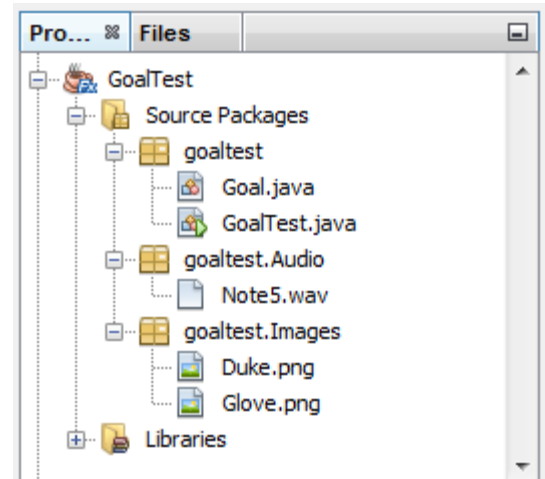 Pro... Files
GoalTest
Source Packages
goaltest
Goal.java
GoalTest.java
goaltest.Audio
Note5.wav
goaltest.Images
Duke.png
Glove.png
Libraries